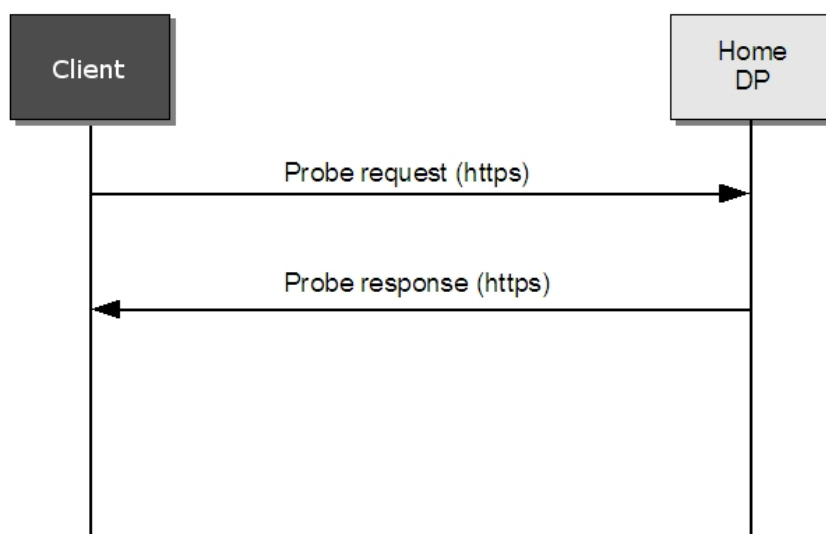 Client
Home
DP
Probe request (https)
Probe response (https)